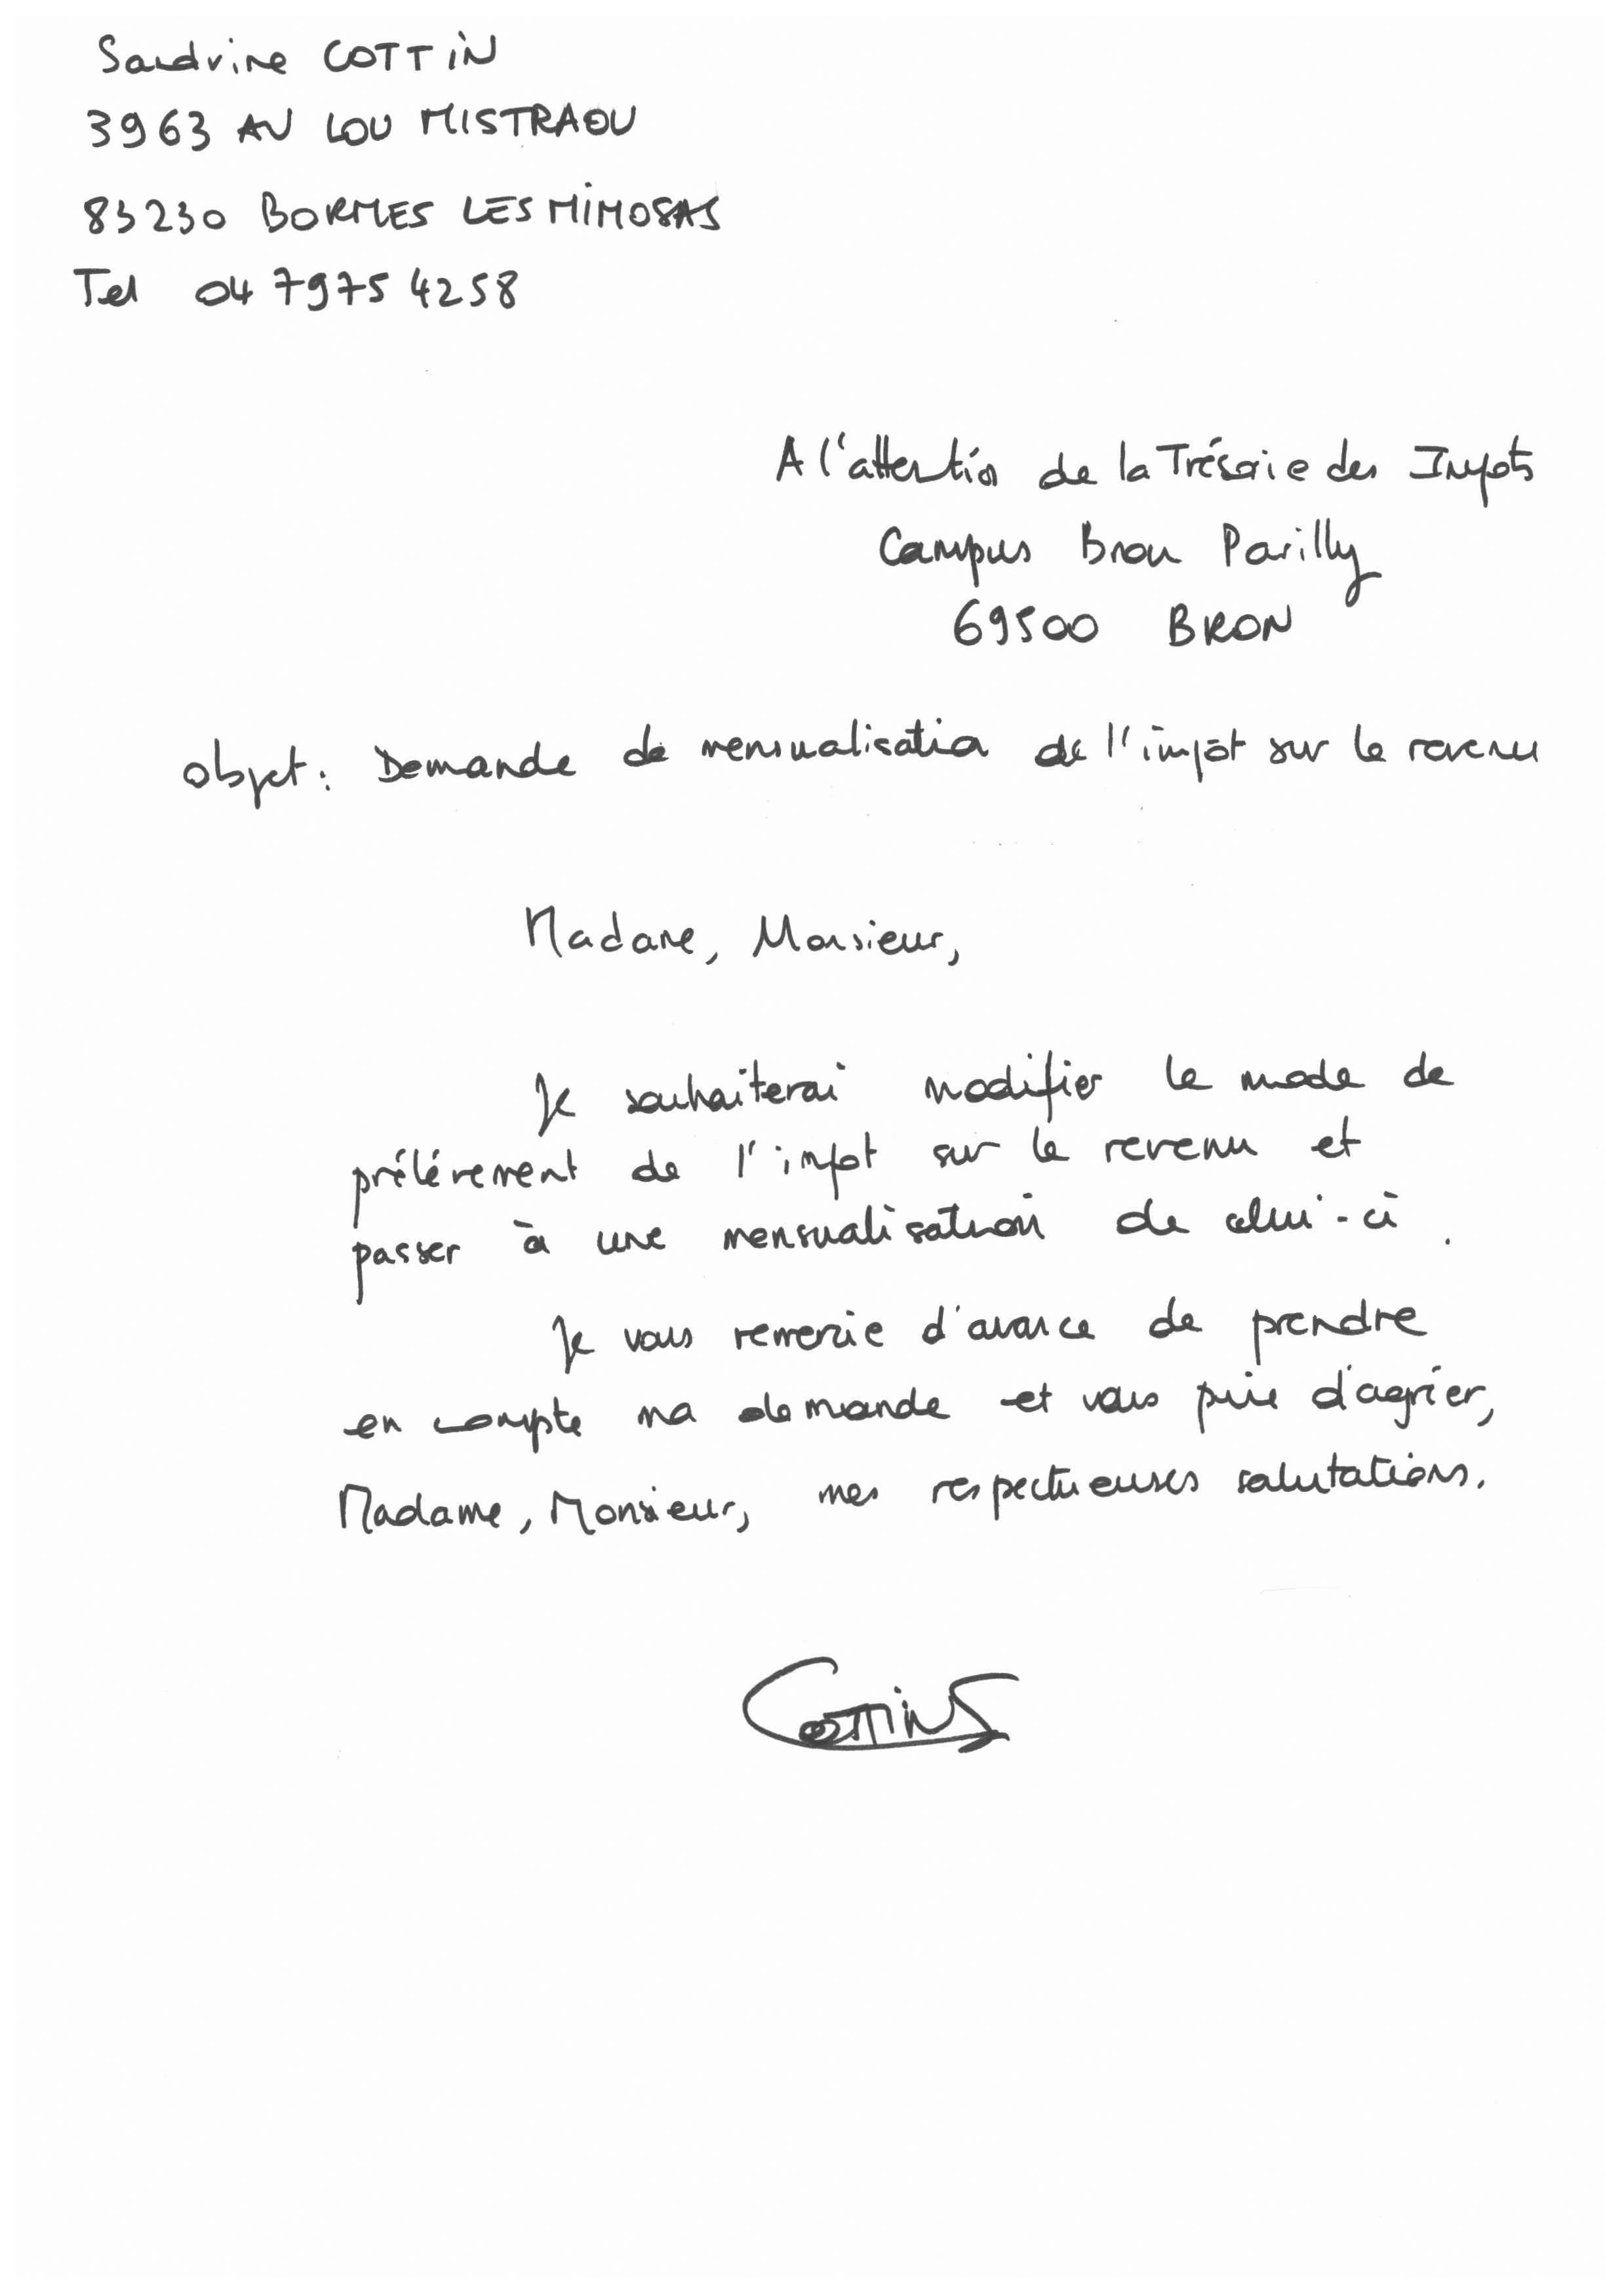 Sandrine COTTIN
3963 AV LOU MISTRAOU
83230 BORMES LES MIMOSAS
Tel 04 79 75 42 58
A l'attention de la Trésorie des Impots
Campus Bron Parilly
69500 BRON
Objet : Demande de mensualisation de l'impôt sur le revenu
Madame, Monsieur,
Je souhaiterai modifier le mode de
prélévement de l'impot sur le revenu et
passer à une mensualisation de celui-ci.
Je vous remercie d'avance de prendre
en compte ma demande et vous prie d'agréer,
Madame, Monsieur, mes respectueuses salutations.
Cottin